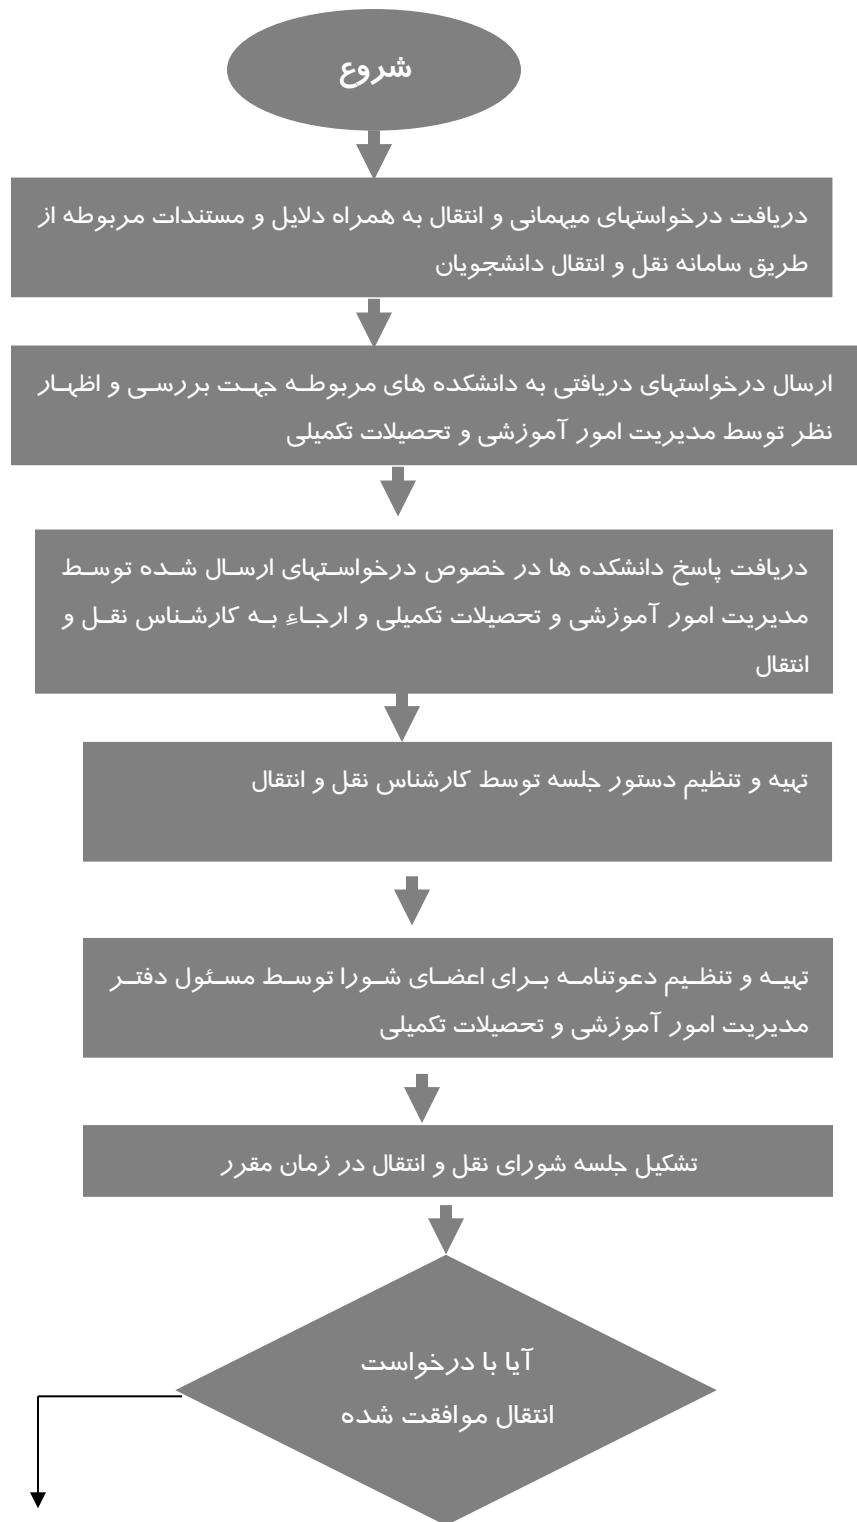 شروع
دریافت درخواستهای میهمانی و انتقال به همراه دلایل و مستندات مربوطه از
طریق سامانه نقل و انتقال دانشجویان
ارسال درخواستهای دریافتی به دانشکده های مربوطه جهت بررسی و اظهار
نظر توسط مدیریت امور آموزشی و تحصیلات تکمیلی
دریافت پاسخ دانشکده ها در خصوص درخواستهای ارسال شده توسط
مدیریت امور آموزشی و تحصیلات تکمیلی و ارجاء به کارشناس نقل و
انتقال
تهیه و تنظیم دستور جلسه توسط کارشناس نقل و انتقال
تهیه و تنظیم دعوتنامه برای اعضای شورا توسط مسئول دفتر
مدیریت امور آموزشی و تحصیلات تکمیلی
تشکیل جلسه شورای نقل و انتقال در زمان مقرر
آیا با درخواست
انتقال موافقت شده